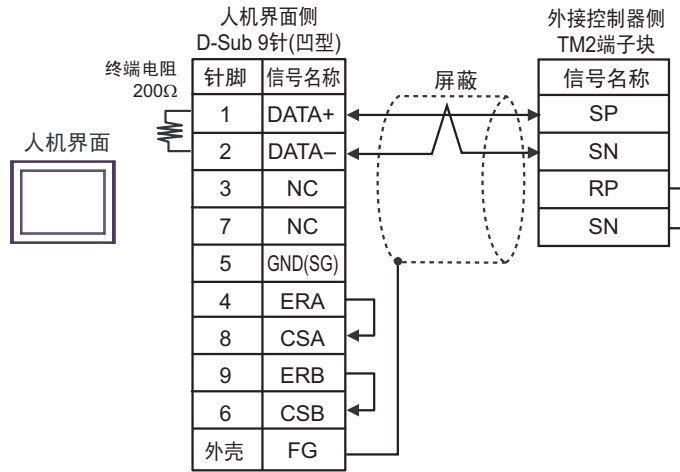 人机界面侧
D-Sub 9针(凹型)
外接控制器侧
TM2端子块
终端电阻
200Ω
针脚 信号名称
屏蔽
信号名称
1 DATA+
SP
人机界面
2 DATA–
SN
3 NC
RP
7 NC
SN
5 GND(SG)
4 ERA
8 CSA
9 ERB
6 CSB
外壳 FG